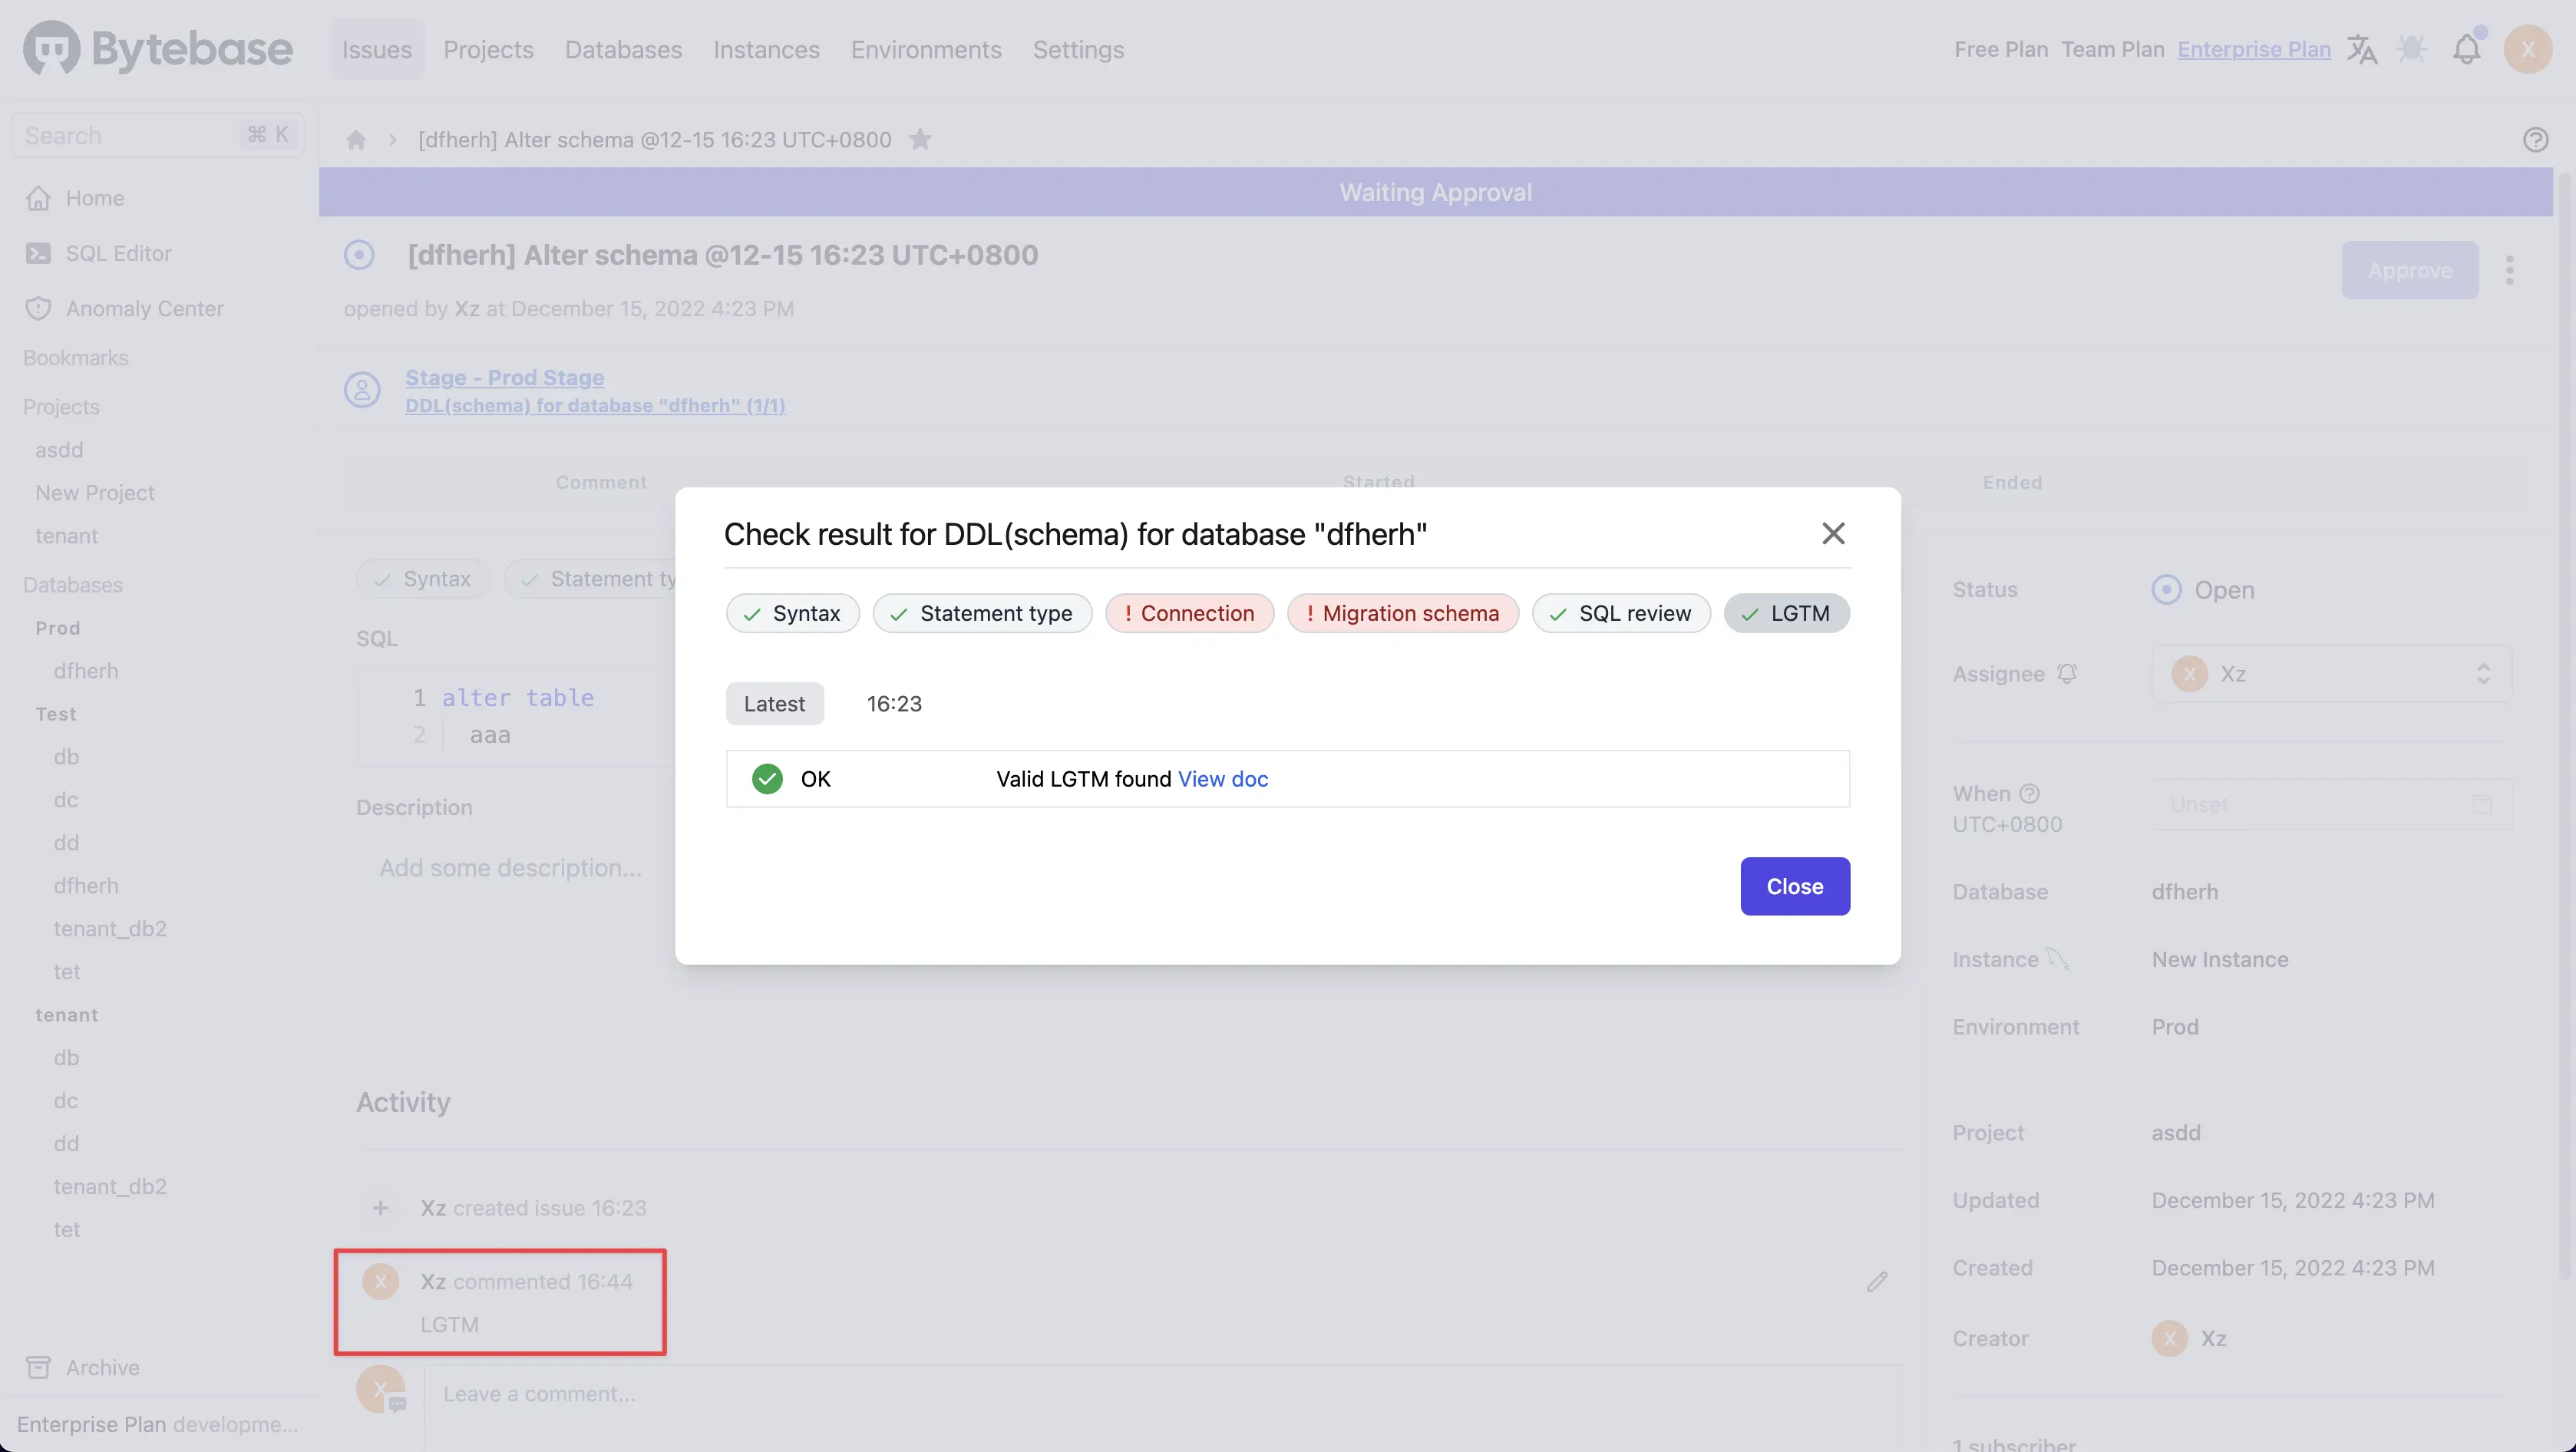 Bytebase
Issues Projects Databases Instances Environments Settings
Free Plan Team Plan Enterprise Plan
X
Search ⌘ K
Home
SQL Editor
Anomaly Center
Bookmarks
Projects
asdd
New Project
tenant
Databases
Prod
dfherh
Test
db
dc
dd
dfherh
tenant_db2
tet
tenant
db
dc
dd
tenant_db2
tet
Archive
Enterprise Plan developme...
[dfherh] Alter schema @12-15 16:23 UTC+0800
Waiting Approval
[dfherh] Alter schema @12-15 16:23 UTC+0800
opened by Xz at December 15, 2022 4:23 PM
Approve
Stage - Prod Stage
DDL(schema) for database "dfherh" (1/1)
Comment Started Ended
Syntax Statement ty
SQL
1 alter table
2 aaa
Description
Add some description...
Check result for DDL(schema) for database "dfherh"
Syntax Statement type ! Connection ! Migration schema SQL review LGTM
Latest 16:23
OK Valid LGTM found View doc
Close
Activity
Xz created issue 16:23
X Xz commented 16:44
LGTM
X Leave a comment...
Status Open
Assignee X Xz
When Unset
UTC+0800
Database dfherh
Instance New Instance
Environment Prod
Project asdd
Updated December 15, 2022 4:23 PM
Created December 15, 2022 4:23 PM
Creator X Xz
1 subscriber